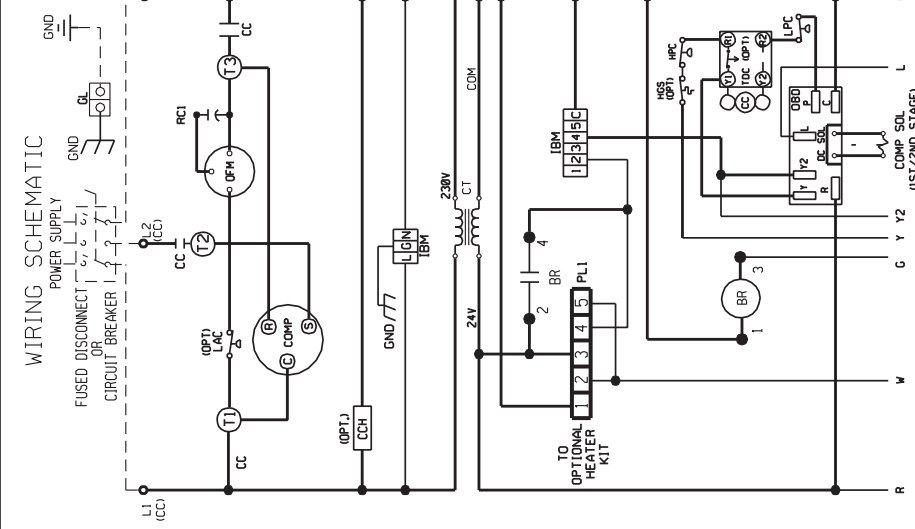 WIRING SCHEMATIC
POWER SUPPLY
FUSED DISCONNECT
OR
CIRCUIT BREAKER
GND
GL
GND
L1
(CC)
L2
(CC)
CC
T1
(OPT)
LAC
CC
T2
OFM
RC1
T3
CC
R
COMP
S
C
(OPT.)
CCH
GND
L G N
IBM
230V
CT
24V
COM
4
BR
2
PL1
1 2 3 4 5
TO
OPTIONAL
HEATER
KIT
IBM
1 2 3 4 5 C
BR
3
1
HGS
(OPT)
HPC
R1
R2
TDC (OPT)
Y1
Y2
CC
LPC
OBD
P
C
L
DC SOL
Y2
Y
R
COMP SOL
(1ST/2ND STAGE)
L
Y2
Y
G
W
R